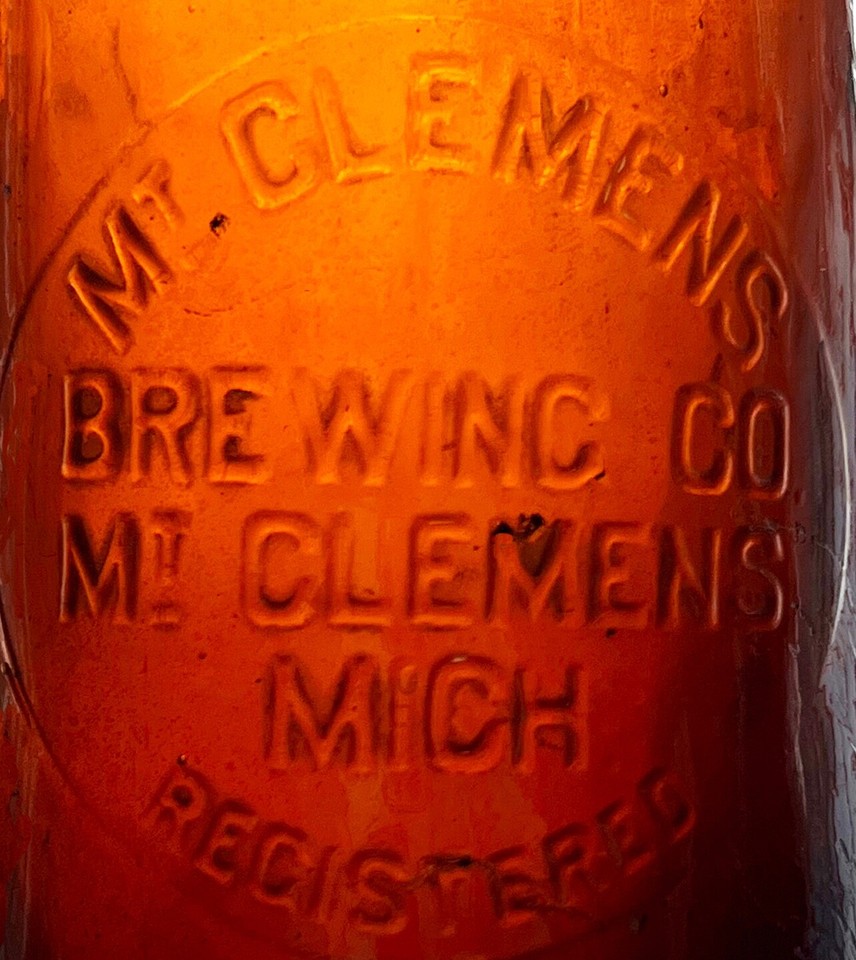 MT CLEMENS
BREWING CO.
MT CLEMENS
MICH
REGISTERED